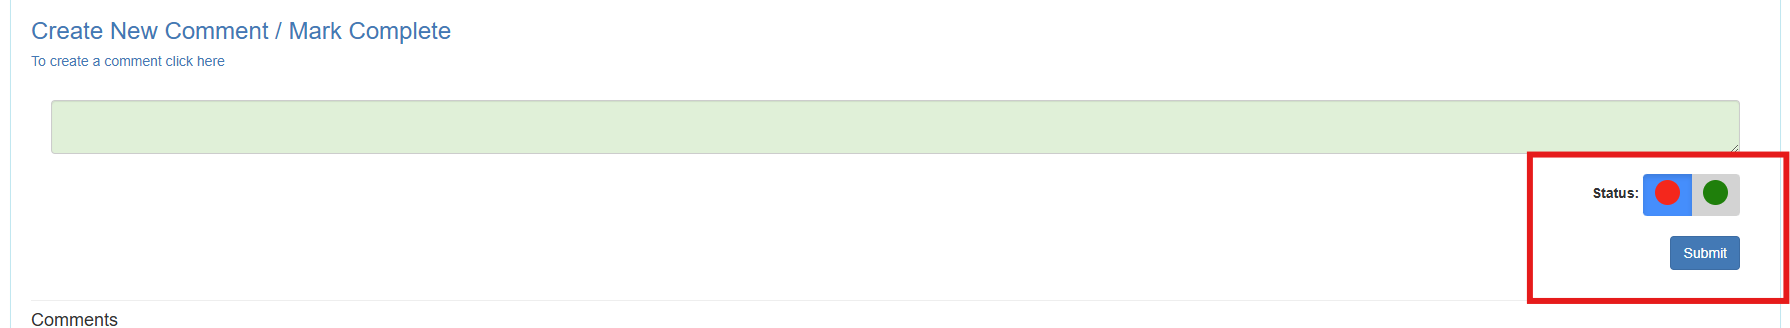 Create New Comment / Mark Complete
To create a comment click here
Status:
Submit
Comments